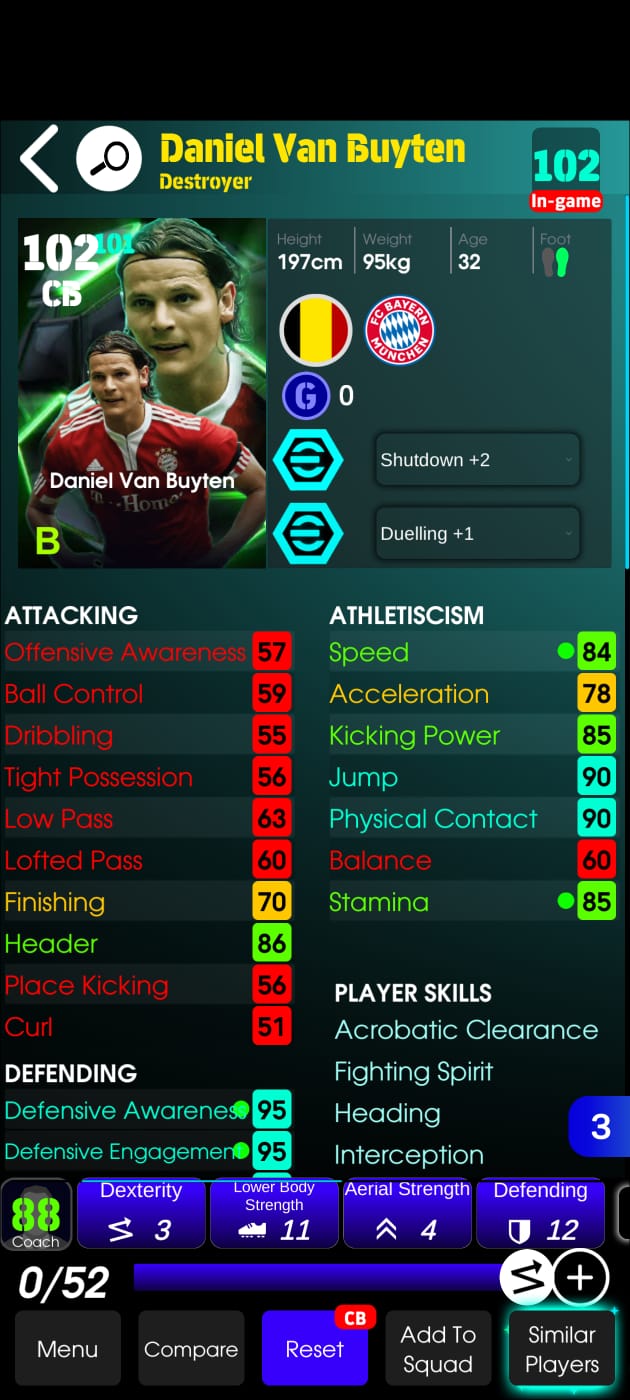 Daniel Van Buyten
Destroyer
102
In-game
102 101
CB
Daniel Van Buyten
B
Height
197cm
Weight
95kg
Age
32
Foot
FC BAYERN
MÜNCHEN
G 0
Shutdown +2
Duelling +1
ATTACKING
Offensive Awareness 57
Ball Control 59
Dribbling 55
Tight Possession 56
Low Pass 63
Lofted Pass 60
Finishing 70
Header 86
Place Kicking 56
Curl 51
DEFENDING
Defensive Awareness 95
Defensive Engagement 95
ATHLETISCISM
Speed 84
Acceleration 78
Kicking Power 85
Jump 90
Physical Contact 90
Balance 60
Stamina 85
PLAYER SKILLS
Acrobatic Clearance
Fighting Spirit
Heading
Interception
3
88
Coach
Dexterity
3
Lower Body
Strength
11
Aerial Strength
4
Defending
12
0/52
Menu
Compare
CB
Reset
Add To
Squad
Similar
Players